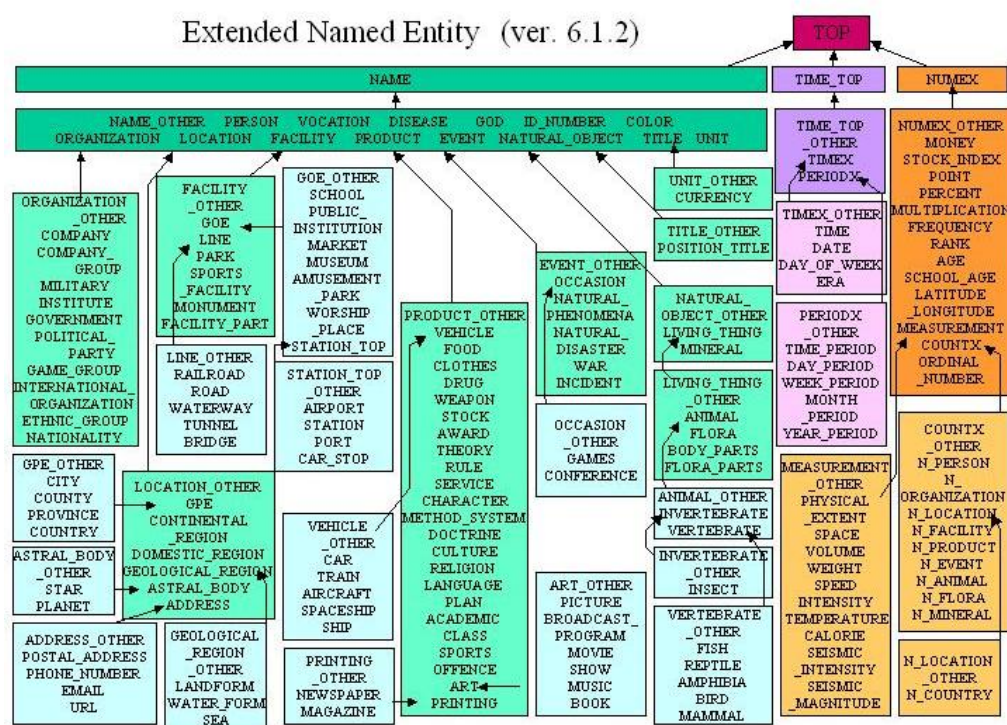 Extended Named Entity (ver. 6.1.2)
TOP
NAME
TIME_TOP
NUMEX
NAME_OTHER PERSON VOCATION DISEASE GOD ID_NUMBER COLOR
ORGANIZATION LOCATION FACILITY PRODUCT EVENT NATURAL_OBJECT TITLE UNIT
TIME_TOP
_OTHER
TIMEX
PERIODX
NUMEX_OTHER
MONEY
STOCK_INDEX
POINT
PERCENT
MULTIPLICATION
FREQUENCY
RANK
AGE
SCHOOL_AGE
LATITUDE
_LONGITUDE
MEASUREMENT
COUNTX
ORDINAL
_NUMBER
ORGANIZATION
_OTHER
COMPANY
COMPANY_
GROUP
MILITARY
INSTITUTE
GOVERNMENT
POLITICAL_
PARTY
GAME_GROUP
INTERNATIONAL_
ORGANIZATION
ETHNIC_GROUP
NATIONALITY
FACILITY
_OTHER
GOE
LINE
PARK
SPORTS
_FACILITY
MONUMENT
FACILITY_PART
GOE_OTHER
SCHOOL
PUBLIC_
INSTITUTION
MARKET
MUSEUM
AMUSEMENT
_PARK
WORSHIP
_PLACE
STATION_TOP
UNIT_OTHER
CURRENCY
TITLE_OTHER
POSITION_TITLE
TIMEX_OTHER
TIME
DATE
DAY_OF_WEEK
ERA
EVENT_OTHER
OCCASION
NATURAL_
PHENOMENA
NATURAL_
DISASTER
WAR
INCIDENT
NATURAL_
OBJECT_OTHER
LIVING_THING
MINERAL
PERIODX
_OTHER
TIME_PERIOD
DAY_PERIOD
WEEK_PERIOD
MONTH
_PERIOD
YEAR_PERIOD
PRODUCT_OTHER
VEHICLE
FOOD
CLOTHES
DRUG
WEAPON
STOCK
AWARD
THEORY
RULE
SERVICE
CHARACTER
METHOD_SYSTEM
DOCTRINE
CULTURE
RELIGION
LANGUAGE
PLAN
ACADEMIC
CLASS
SPORTS
OFFENCE
ART
PRINTING
LINE_OTHER
RAILROAD
ROAD
WATERWAY
TUNNEL
BRIDGE
STATION_TOP
_OTHER
AIRPORT
STATION
PORT
CAR_STOP
LIVING_THING
_OTHER
ANIMAL
FLORA
BODY_PARTS
FLORA_PARTS
OCCASION
_OTHER
GAMES
CONFERENCE
COUNTX
_OTHER
N_PERSON
N_
ORGANIZATION
N_LOCATION
N_FACILITY
N_PRODUCT
N_EVENT
N_ANIMAL
N_FLORA
N_MINERAL
GPE_OTHER
CITY
COUNTY
PROVINCE
COUNTRY
LOCATION_OTHER
GPE
CONTINENTAL
_REGION
DOMESTIC_REGION
GEOLOGICAL_REGION
ASTRAL_BODY
ADDRESS
MEASUREMENT
_OTHER
PHYSICAL
_EXTENT
SPACE
VOLUME
WEIGHT
SPEED
INTENSITY
TEMPERATURE
CALORIE
SEISMIC
_INTENSITY
SEISMIC
_MAGNITUDE
ANIMAL_OTHER
INVERTEBRATE
VERTEBRATE
VEHICLE
_OTHER
CAR
TRAIN
AIRCRAFT
SPACESHIP
SHIP
ASTRAL_BODY
_OTHER
STAR
PLANET
INVERTEBRATE
_OTHER
INSECT
ART_OTHER
PICTURE
BROADCAST_
PROGRAM
MOVIE
SHOW
MUSIC
BOOK
VERTEBRATE
_OTHER
FISH
REPTILE
AMPHIBIA
BIRD
MAMMAL
ADDRESS_OTHER
POSTAL_ADDRESS
PHONE_NUMBER
EMAIL
URL
GEOLOGICAL
_REGION
_OTHER
LANDFORM
WATER_FORM
SEA
PRINTING
_OTHER
NEWSPAPER
MAGAZINE
N_LOCATION
_OTHER
N_COUNTRY